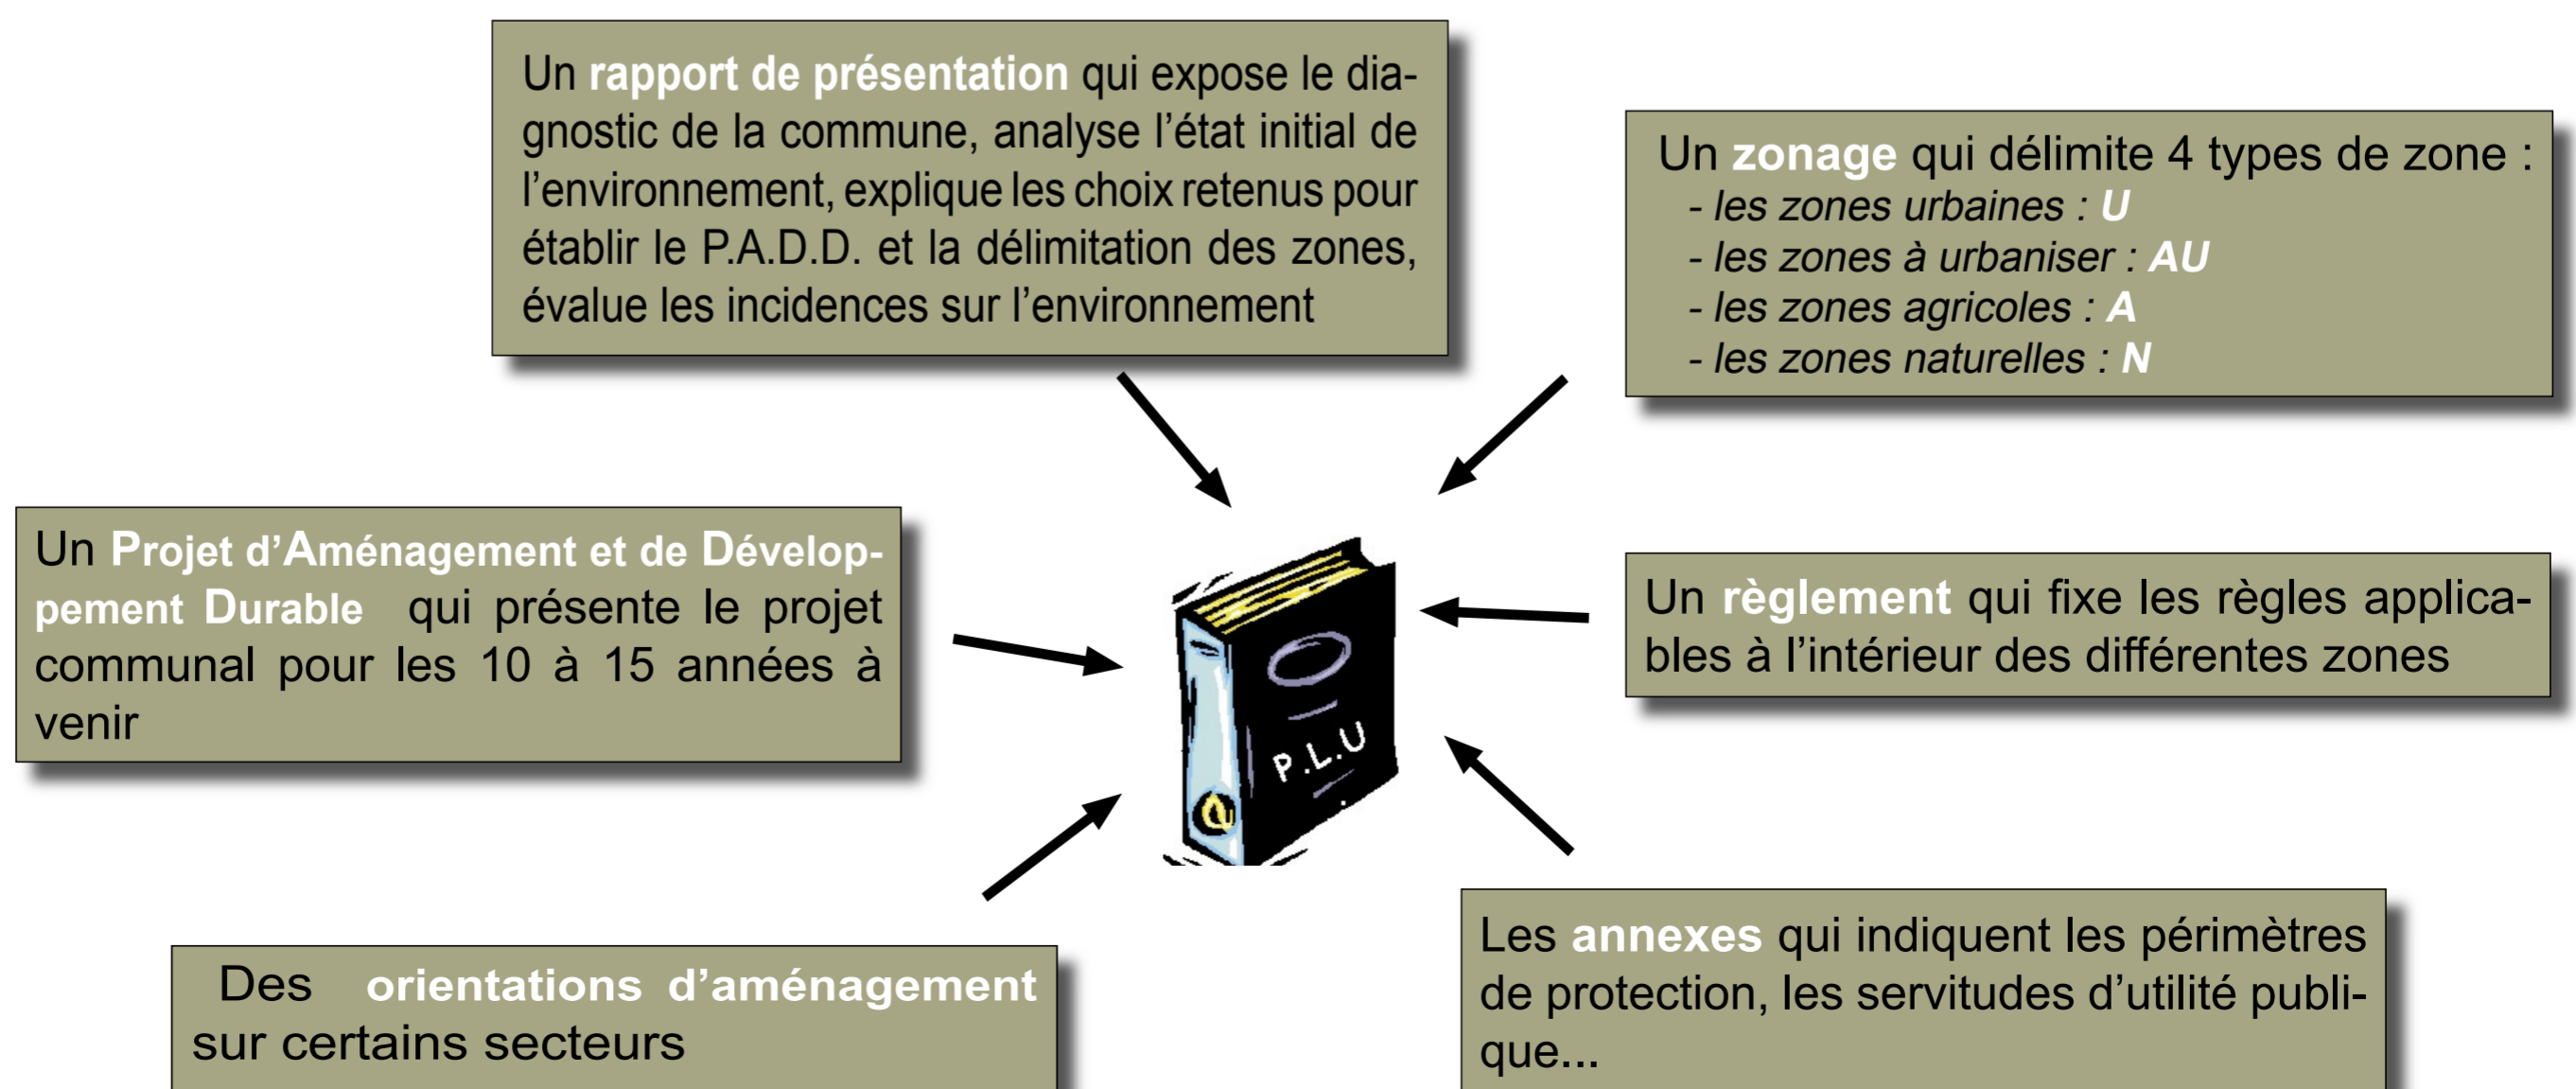 Un rapport de présentation qui expose le dia-
gnostic de la commune, analyse l’état initial de
l’environnement, explique les choix retenus pour
établir le P.A.D.D. et la délimitation des zones,
évalue les incidences sur l’environnement
Un zonage qui délimite 4 types de zone :
- les zones urbaines : U
- les zones à urbaniser : AU
- les zones agricoles : A
- les zones naturelles : N
Un Projet d’Aménagement et de Dévelop-
pement Durable qui présente le projet
communal pour les 10 à 15 années à
venir
P.L.U
Un règlement qui fixe les règles applica-
bles à l’intérieur des différentes zones
Des orientations d’aménagement
sur certains secteurs
Les annexes qui indiquent les périmètres
de protection, les servitudes d’utilité publi-
que...